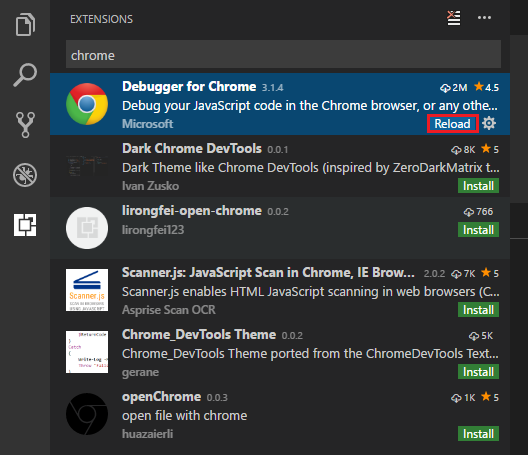 EXTENSIONS
chrome
Debugger for Chrome 3.1.4 2M 4.5
Debug your JavaScript code in the Chrome browser, or any othe...
Microsoft Reload
Dark Chrome DevTools 0.0.1 8K 5
Dark Theme like Chrome DevTools (inspired by ZeroDarkMatrix t...
Ivan Zusko Install
lirongfei-open-chrome 0.0.2 766
lirongfei123 Install
Scanner.js: JavaScript Scan in Chrome, IE Brow... 2.0.2 7K 5
Scanner.js enables HTML JavaScript scanning in web browsers (C...
Asprise Scan OCR Install
Chrome_DevTools Theme 0.0.2 5K
Chrome_DevTools Theme ported from the ChromeDevTools Text...
gerane Install
openChrome 0.0.3 1K 5
open file with chrome
huazaierli Install